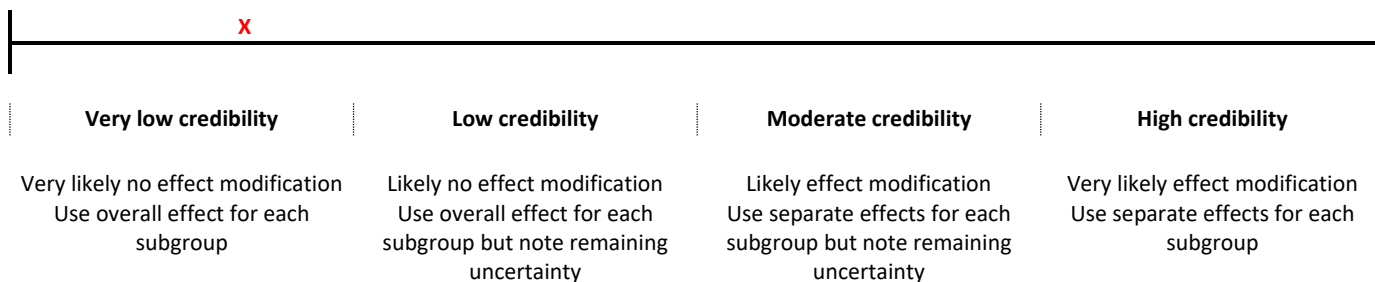 X
Very low credibility
Low credibility
Moderate credibility
High credibility
Very likely no effect modification
Use overall effect for each
subgroup
Likely no effect modification
Use overall effect for each
subgroup but note remaining
uncertainty
Likely effect modification
Use separate effects for each
subgroup but note remaining
uncertainty
Very likely effect modification
Use separate effects for each
subgroup